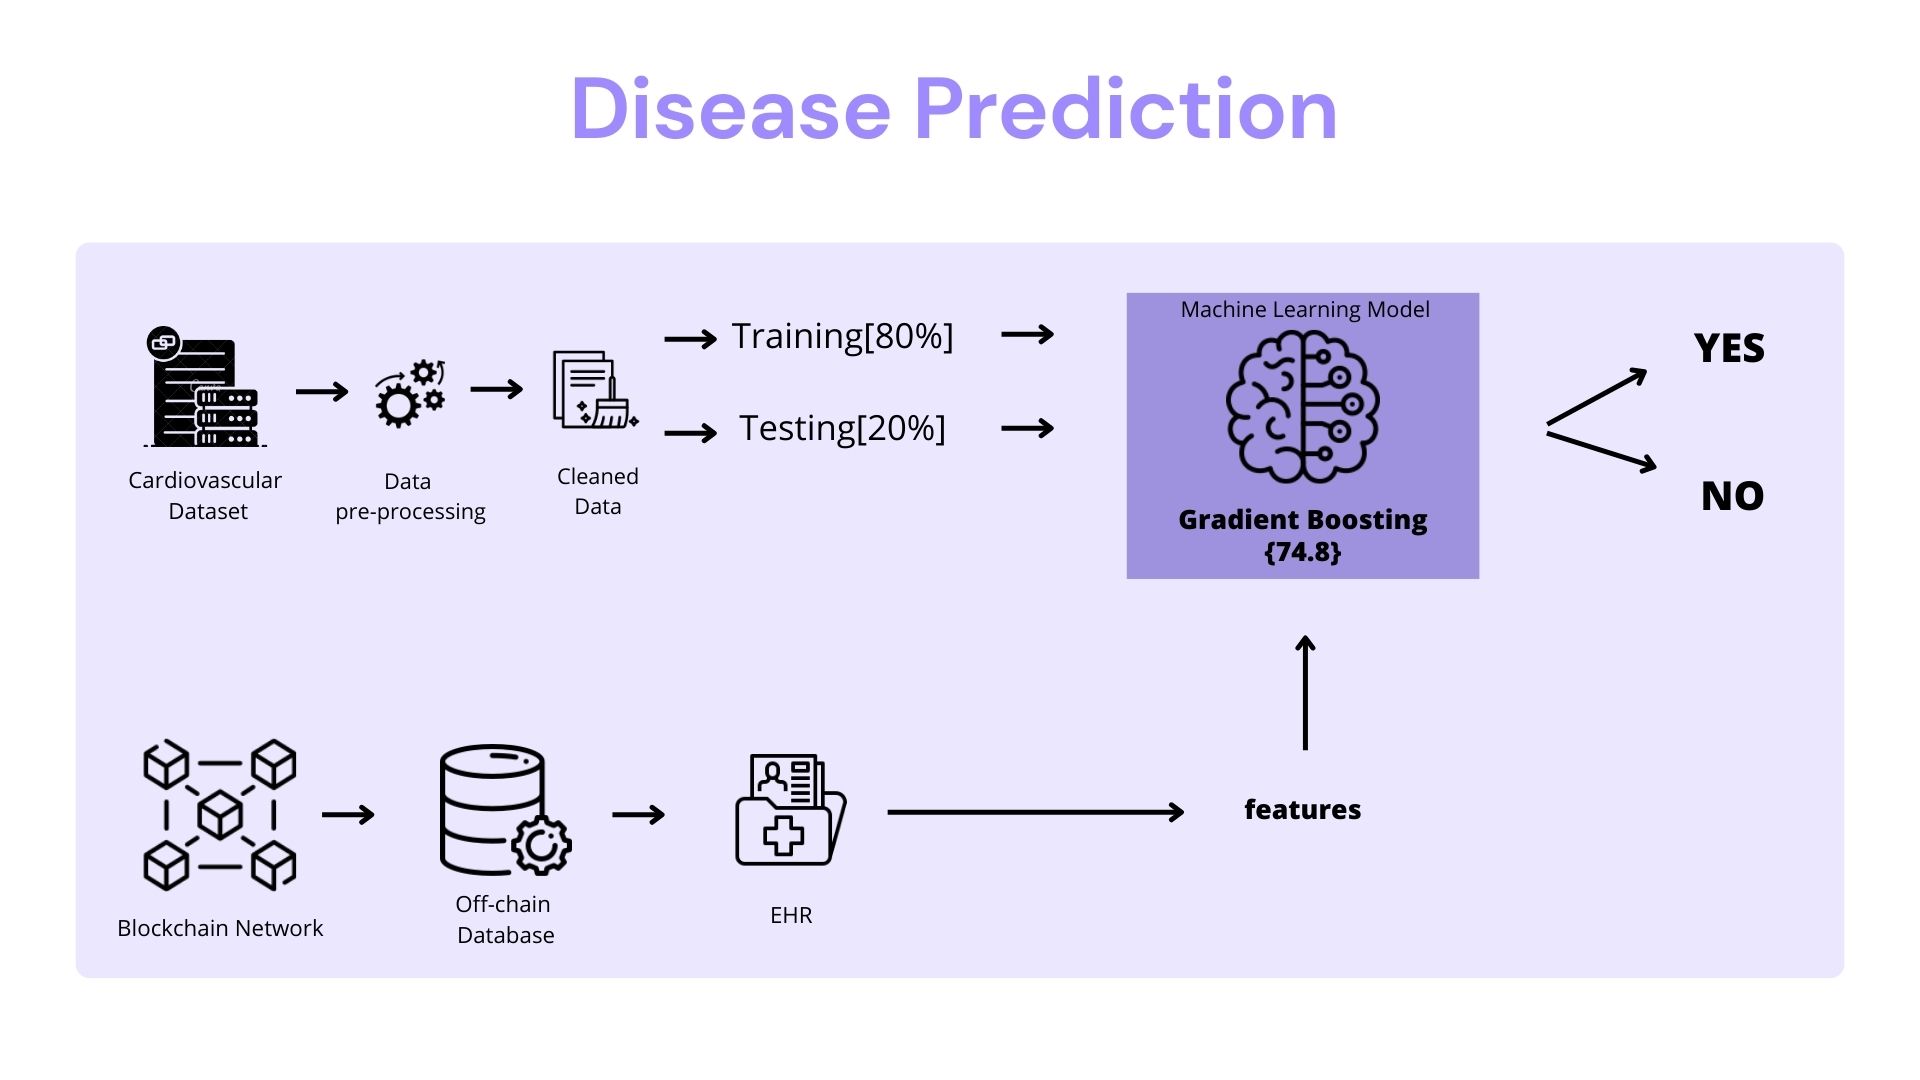 Disease Prediction
Cardiovascular
Dataset
Data
pre-processing
Cleaned
Data
Training[80%]
Testing[20%]
Machine Learning Model
Gradient Boosting
{74.8}
YES
NO
Blockchain Network
Off-chain
Database
EHR
features